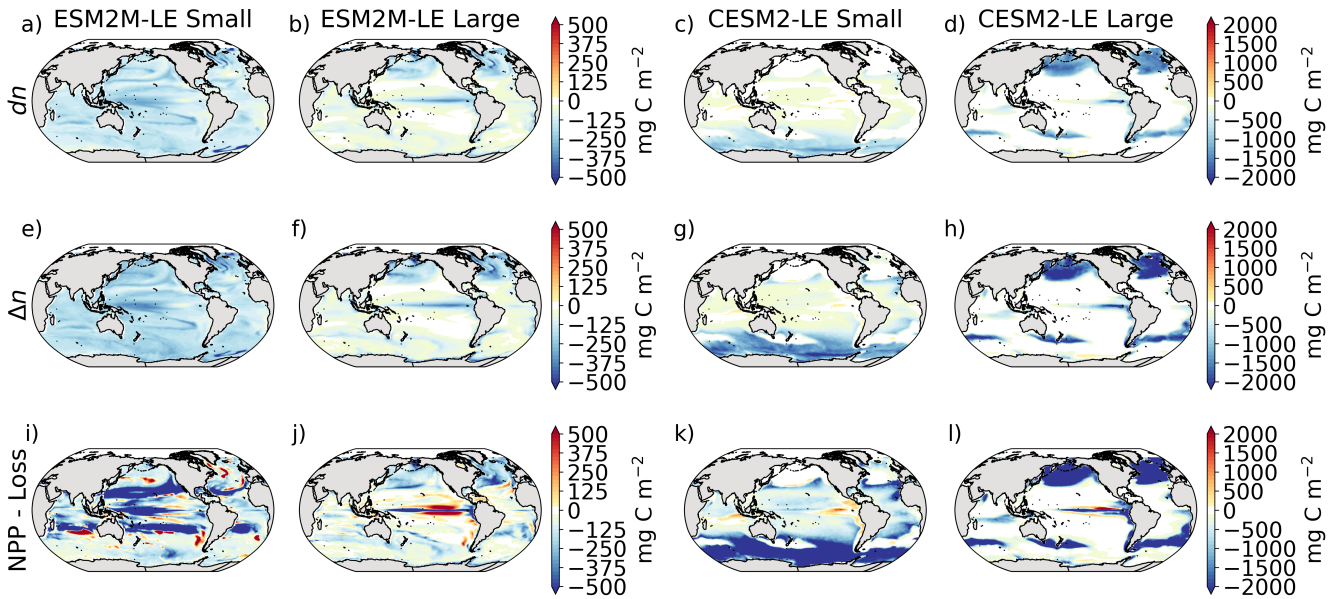 a) ESM2M-LE Small
b) ESM2M-LE Large
c) CESM2-LE Small
d) CESM2-LE Large
dn
500
375
250
125
0
−125
−250
−375
−500
mg C m−2
2000
1500
1000
500
0
−500
−1000
−1500
−2000
mg C m−2
e)
f)
g)
h)
Δn
500
375
250
125
0
−125
−250
−375
−500
mg C m−2
2000
1500
1000
500
0
−500
−1000
−1500
−2000
mg C m−2
i)
j)
k)
l)
NPP - Loss
500
375
250
125
0
−125
−250
−375
−500
mg C m−2
2000
1500
1000
500
0
−500
−1000
−1500
−2000
mg C m−2